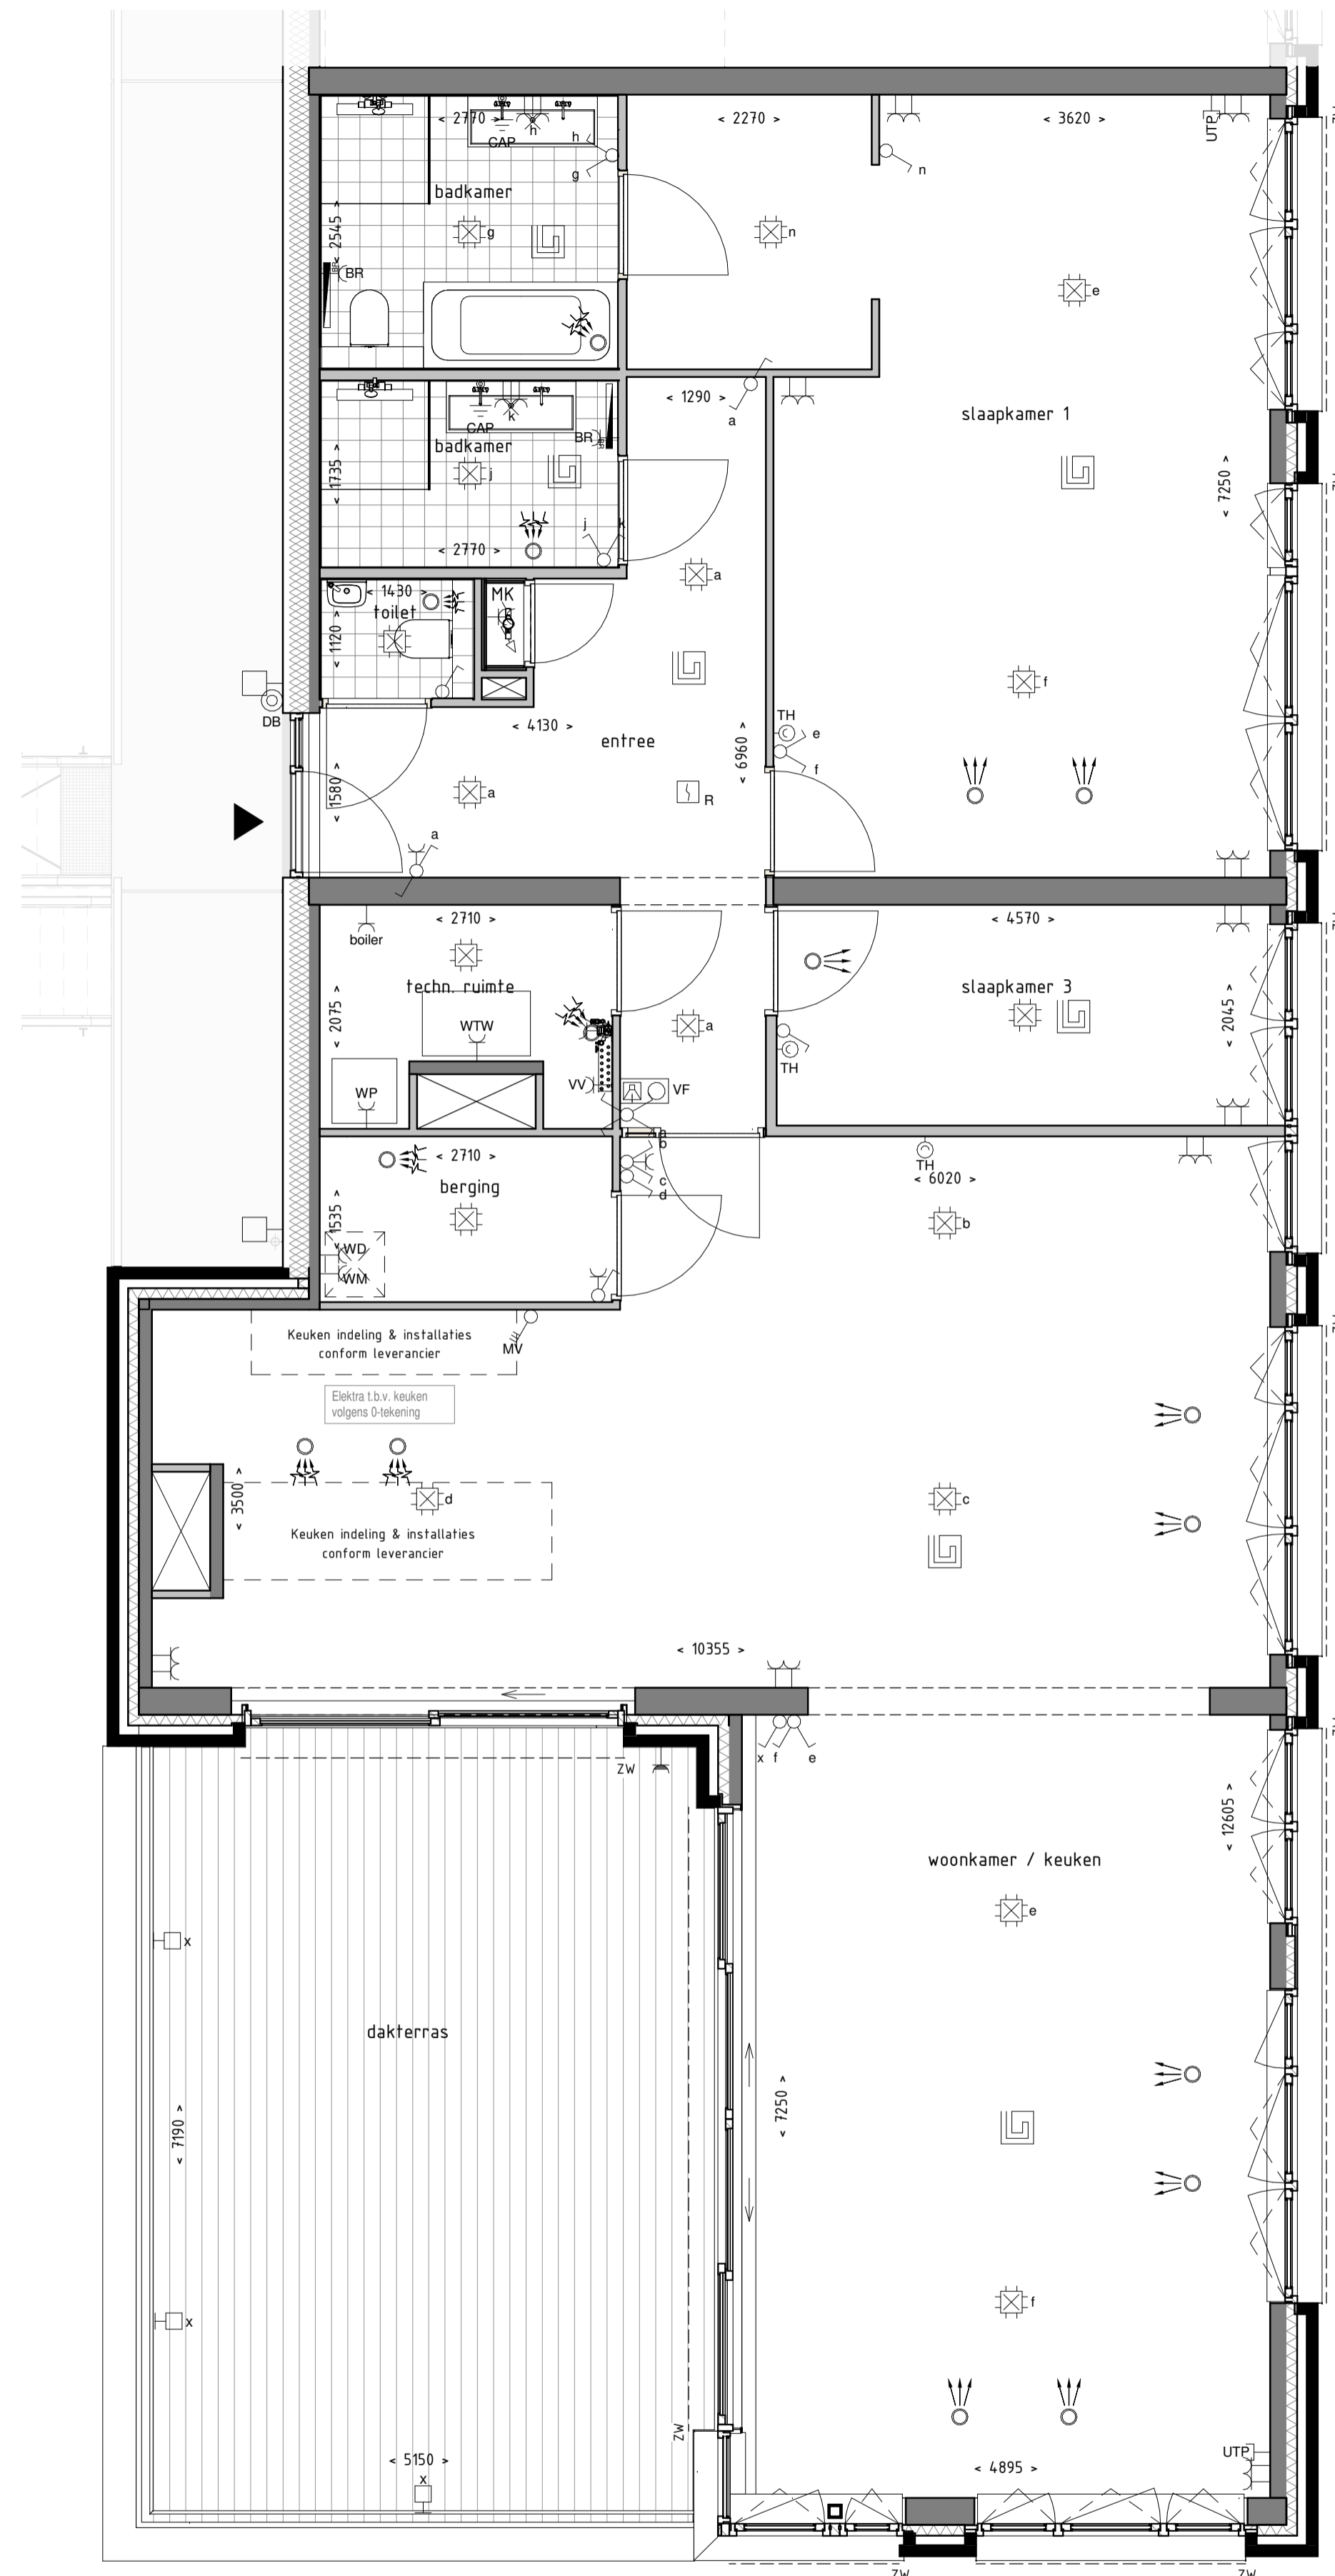 < 2770 >
< 2270 >
< 3620 >
UTP
h
CAP
h
g
n
badkamer
< 2545 >
g
n
BR
BR
e
< 1290 >
a
slaapkamer 1
k
CAP
BR
badkamer
< 1735 >
j
< 7250 >
j
k
< 2770 >
a
< 1430 >
MK
toilet
< 1120 >
f
DB
< 4130 >
entree
< 6960 >
TH
e
f
< 1580 >
a
R
a
< 2710 >
< 4570 >
boiler
techn. ruimte
slaapkamer 3
< 2075 >
WTW
a
< 2045 >
TH
WP
VV
VF
a
b
c
d
TH
< 2710 >
< 6020 >
berging
< 1535 >
b
WD
WM
Keuken indeling & installaties
conform leverancier
MV
Elektra t.b.v. keuken
volgens 0-tekening
< 3500 >
d
c
Keuken indeling & installaties
conform leverancier
< 10355 >
x f e
ZW
< 12605 >
woonkamer / keuken
e
x
dakterras
< 7190 >
< 7250 >
x
f
ZW
< 5150 >
x
< 4895 >
UTP
ZW
ZW